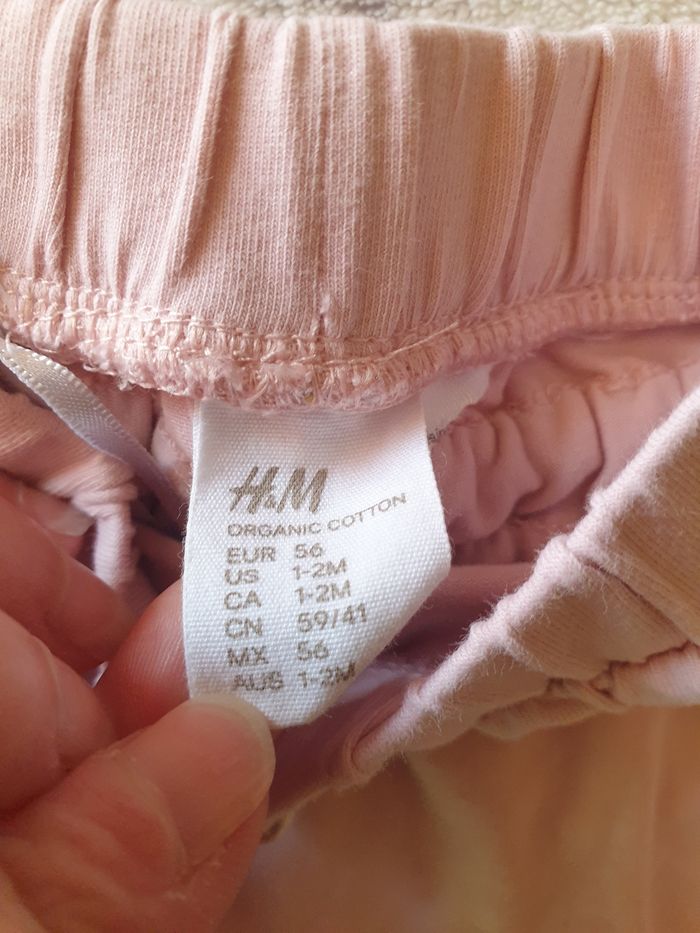 H&M
ORGANIC COTTON
EUR 56
US 1-2M
CA 1-2M
CN 59/41
MX 56
AUS 1-2M